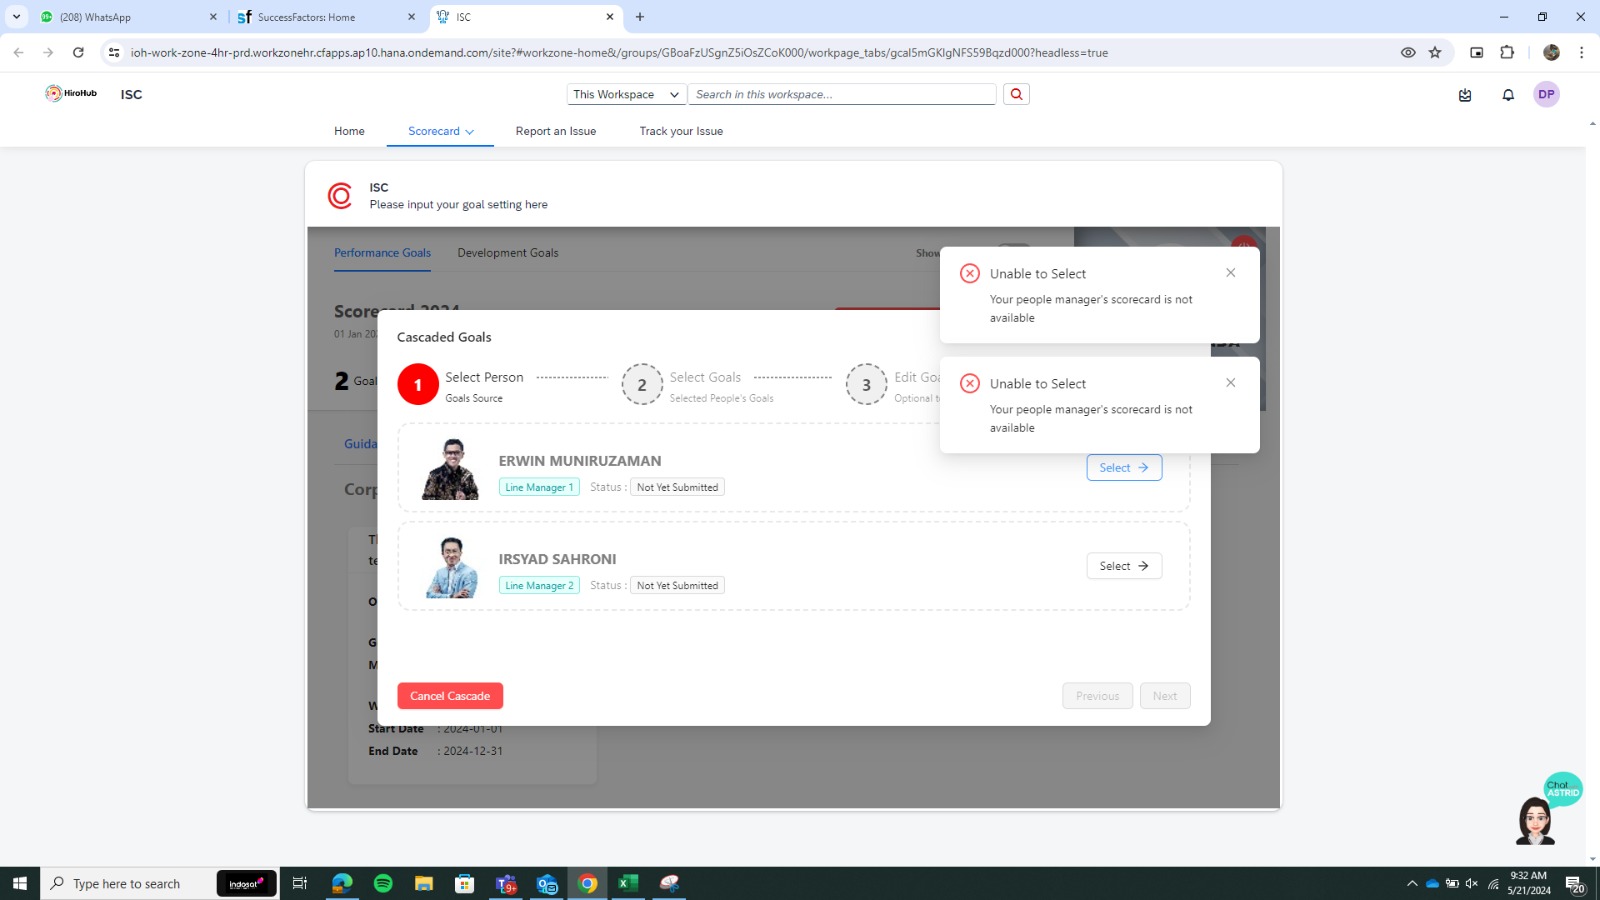 (208) WhatsApp
SuccessFactors: Home
ISC
ioh-work-zone-4hr-prd.workzonehr.cfapps.ap10.hana.ondemand.com/site?#workzone-home&/groups/GBoaFzUSgnZ5iOsZCoK000/workpage_tabs/gcal5mGKlgNFS59Bqzd000?headless=true
HiroHub
ISC
This Workspace
Search in this workspace...
DP
Home
Scorecard
Report an Issue
Track your Issue
ISC
Please input your goal setting here
Performance Goals
Development Goals
Show
Scorecard 2024
01 Jan 20
2 Goal
Guida
Corp
Unable to Select
Your people manager's scorecard is not
available
Unable to Select
Your people manager's scorecard is not
available
Cascaded Goals
1
Select Person
Goals Source
2
Select Goals
Selected People's Goals
3
Edit Goa
Optional t
ERWIN MUNIRUZAMAN
Line Manager 1
Status :
Not Yet Submitted
Select
IRSYAD SAHRONI
Line Manager 2
Status :
Not Yet Submitted
Select
Cancel Cascade
Previous
Next
Start Date : 2024-01-01
End Date : 2024-12-31
Chat
ASTRID
Type here to search
indosat
9+
9:32 AM
5/21/2024
20